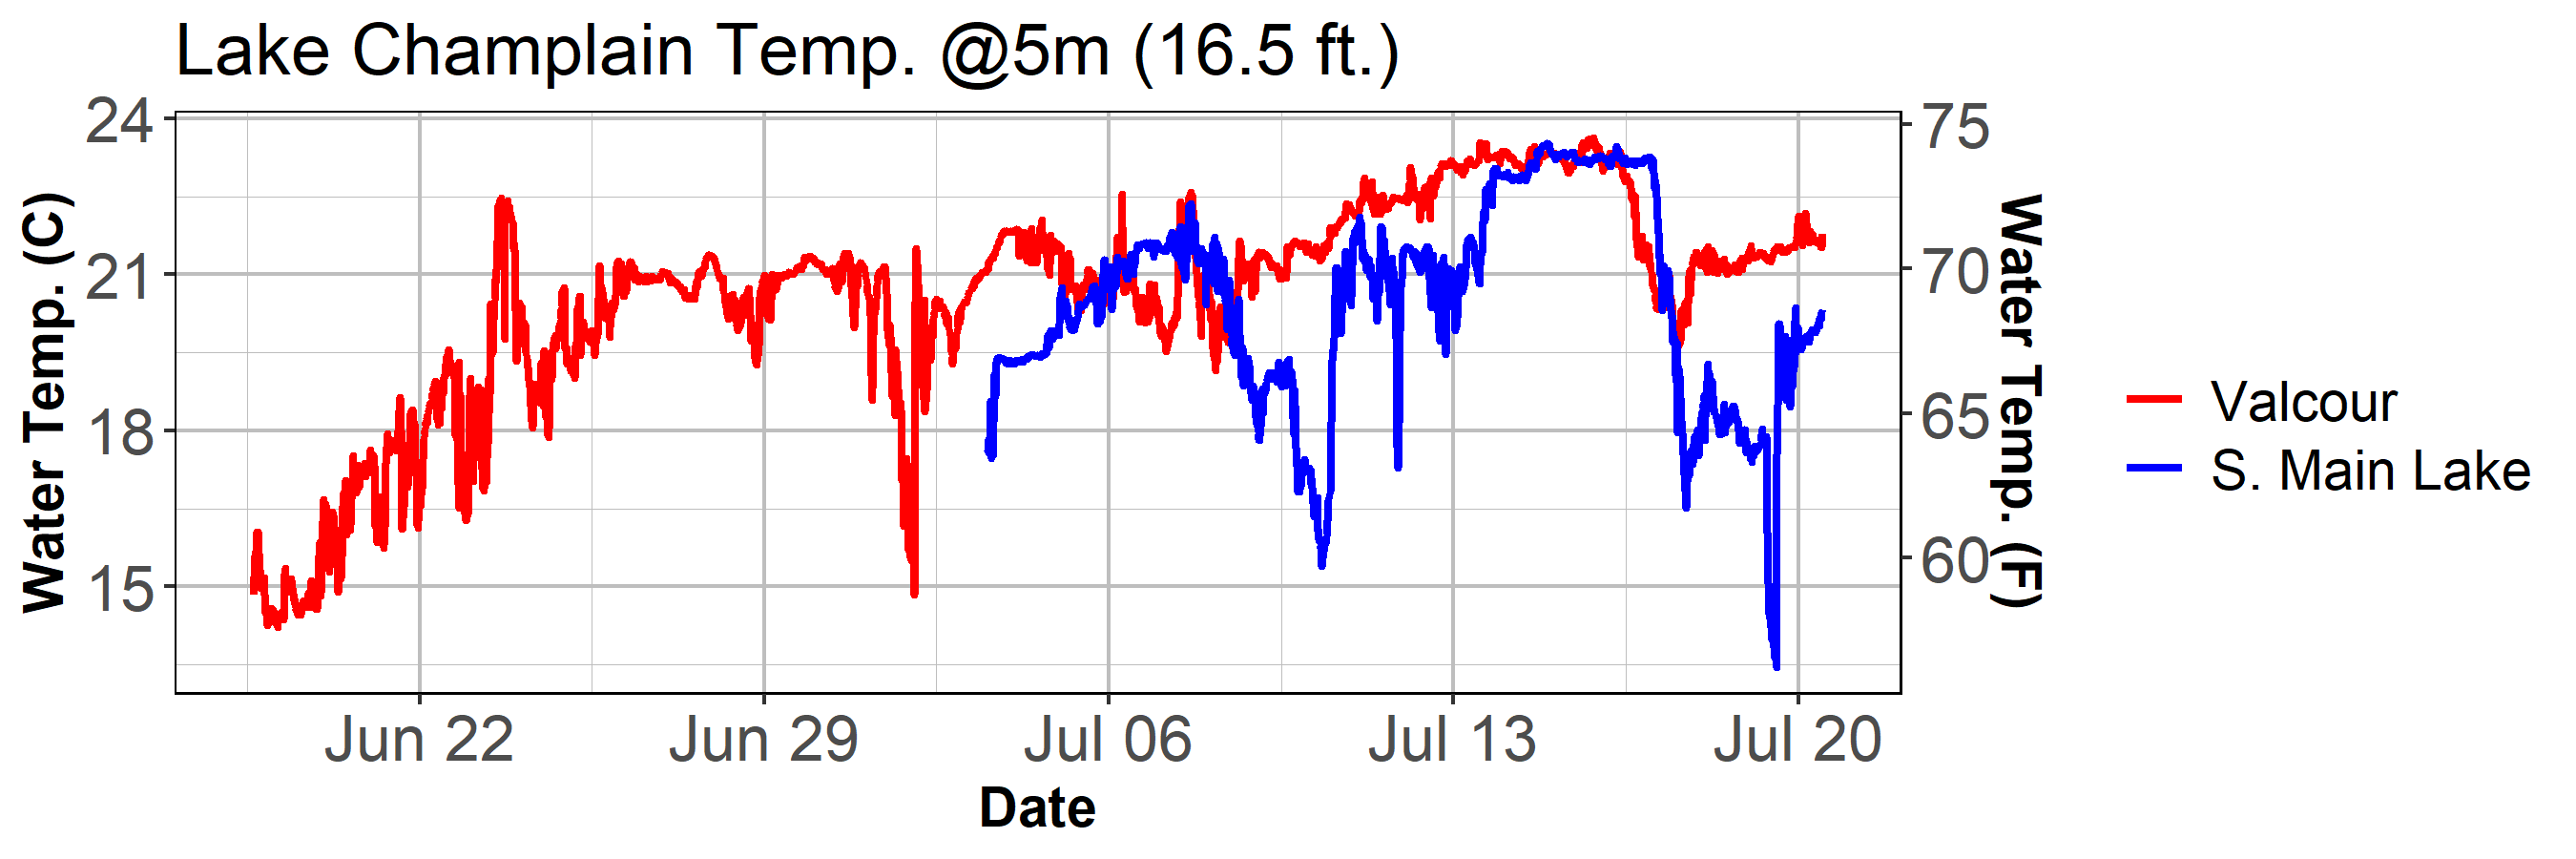 Lake Champlain Temp. @5m (16.5 ft.)
24
21
18
15
Water Temp. (C)
75
70
65
60
Water Temp. (F)
Jun 22
Jun 29
Jul 06
Jul 13
Jul 20
Date
Valcour
S. Main Lake